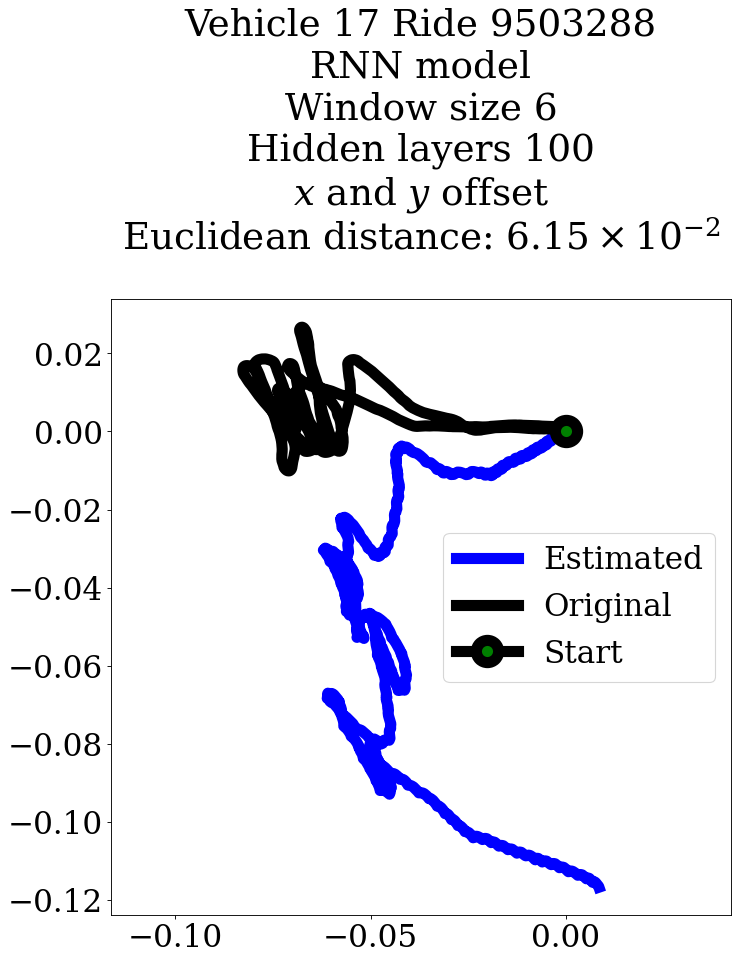 Vehicle 17 Ride 9503288
RNN model
Window size 6
Hidden layers 100
x and y offset
Euclidean distance: 6.15 × 10⁻²
0.02
0.00
−0.02
−0.04
−0.06
−0.08
−0.10
−0.12
Estimated
Original
Start
−0.10
−0.05
0.00